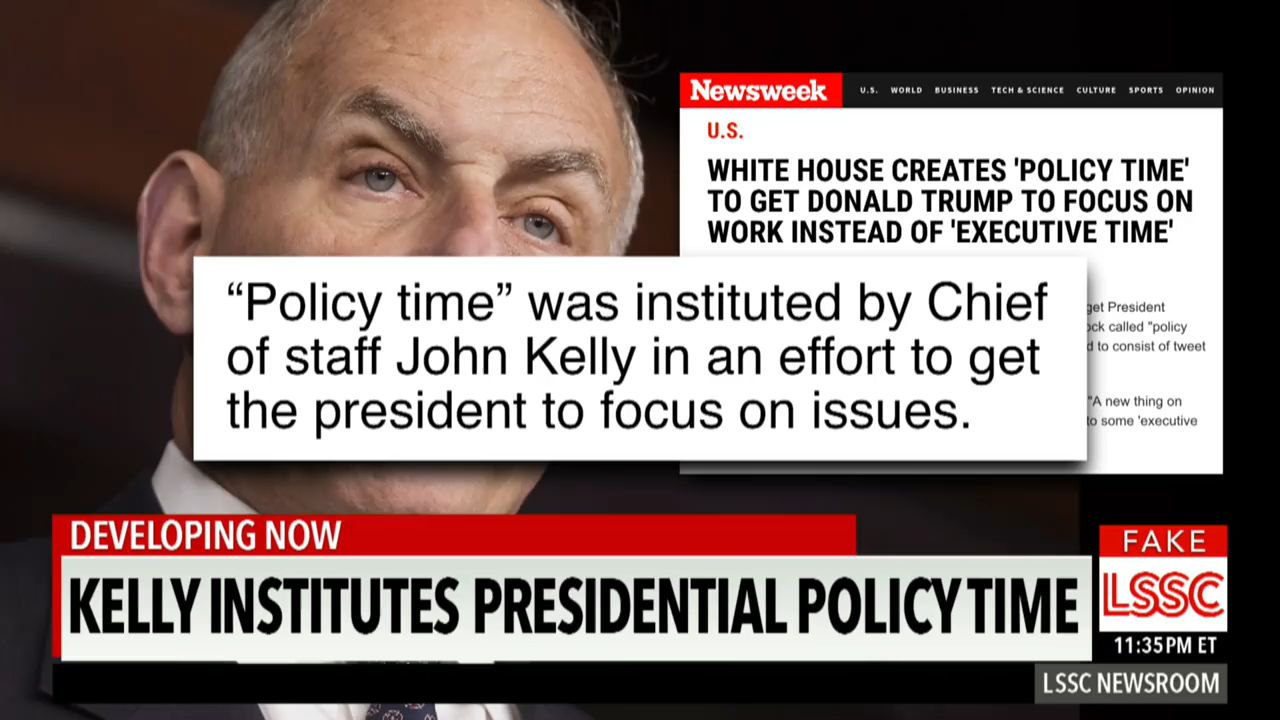 Newsweek
U.S. WORLD BUSINESS TECH & SCIENCE CULTURE SPORTS OPINION
U.S.
WHITE HOUSE CREATES 'POLICY TIME'
TO GET DONALD TRUMP TO FOCUS ON
WORK INSTEAD OF 'EXECUTIVE TIME'
“Policy time” was instituted by Chief
of staff John Kelly in an effort to get
the president to focus on issues.
get President
called "policy
to consist of tweet
"A new thing on
to some 'executive
DEVELOPING NOW
KELLY INSTITUTES PRESIDENTIAL POLICY TIME
FAKE
LSSC
11:35PM ET
LSSC NEWSROOM